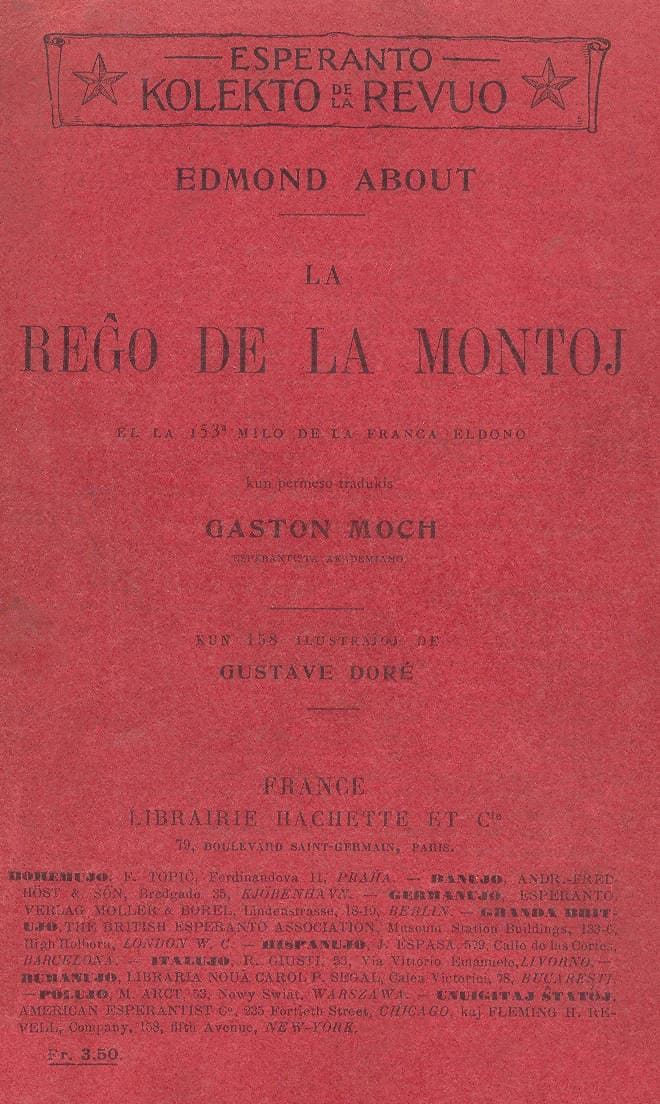 ESPERANTO
KOLEKTO DE LA REVUO
EDMOND ABOUT
LA
REĜO DE LA MONTOJ
EL LA 153ª MILO DE LA FRANCA ELDONO
kun permeso tradukis
GASTON MOCH
ESPERANTISTA AKADEMIANO
KUN 158 ILUSTRAĴOJ DE
GUSTAVE DORÉ
FRANCE
LIBRAIRIE HACHETTE ET Cie
79, BOULEVARD SAINT-GERMAIN, PARIS.
BOHEMUJO, F. TOPIČ, Ferdinandova 11, PRAHA. — DANUJO, ANDR.-FRED-
HÖST & SÖN, Bredgade 35, KJÖBENHAVN. — GERMANUJO, ESPERANTO
VERLAG MÖLLER & BOREL, Lindenstrasse, 18-19, BERLIN. — GRANDA BRIT-
UJO, THE BRITISH ESPERANTO ASSOCIATION, Museum Station Buildings, 133-6,
High Holborn, LONDON W. C. — HISPANUJO, J. ESPASA, 579, Calle de las Cortes,
BARCELONA. — ITALUJO, R. GIUSTI, 53, Via Vittorio Emanuele, LIVORNO. —
RUMANUJO, LIBRARIA NOUĂ CAROL P. SEGAL, Calea Victoriei, 78, BUCARESTI.
— POLUJO, M. ARCT, 53, Nowy Swiat, WARSZAWA. — UNUIGITAJ ŜTATOJ,
AMERICAN ESPERANTIST Co, 235 Fortieth Street, CHICAGO, kaj FLEMING H. RE-
VELL, Company, 158, fifth Avenue, NEW-YORK.
Fr. 3.50.